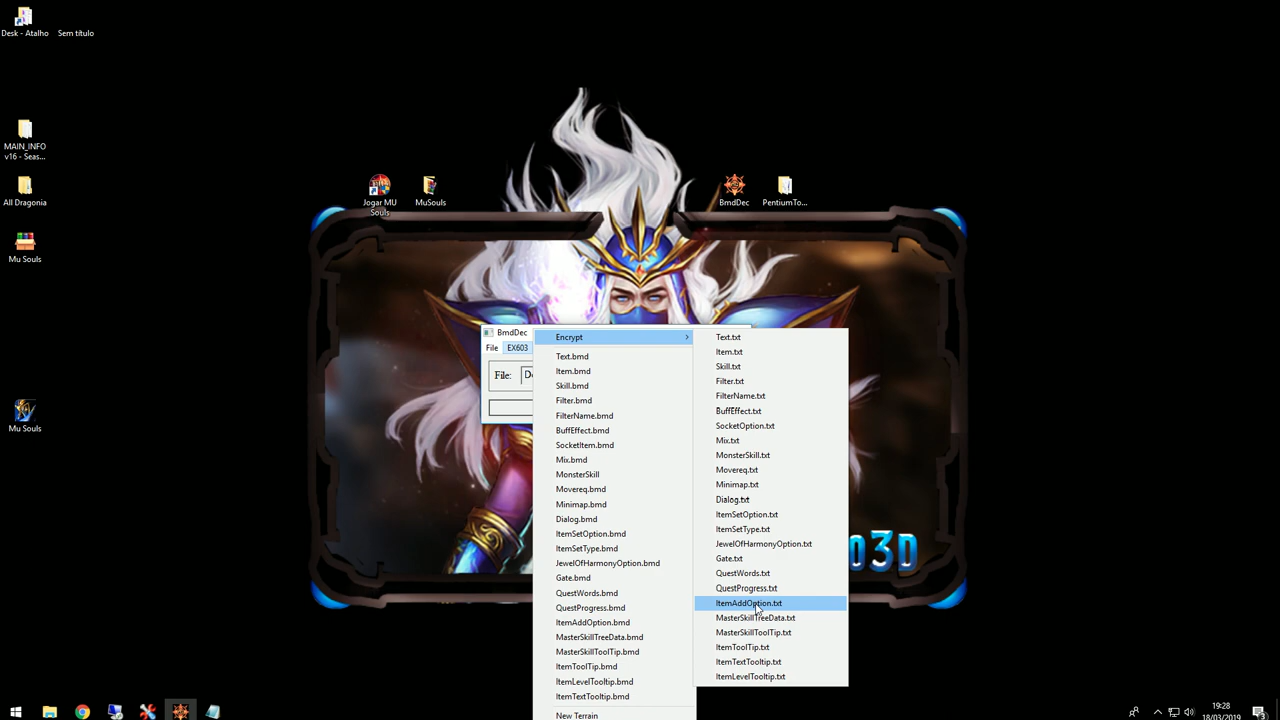 Desk - Atalho
Sem título
MAIN_INFO
v16 - Seas...
All Dragonia
Mu Souls
Mu Souls
Jogar MU
Souls
MuSouls
BmdDec
PentiumTo...
BmdDec
File
EX603
File:
Encrypt
Text.bmd
Item.bmd
Skill.bmd
Filter.bmd
FilterName.bmd
BuffEffect.bmd
SocketItem.bmd
Mix.bmd
MonsterSkill
Movereq.bmd
Minimap.bmd
Dialog.bmd
ItemSetOption.bmd
ItemSetType.bmd
JewelOfHarmonyOption.bmd
Gate.bmd
QuestWords.bmd
QuestProgress.bmd
ItemAddOption.bmd
MasterSkillTreeData.bmd
MasterSkillToolTip.bmd
ItemToolTip.bmd
ItemLevelTooltip.bmd
ItemTextTooltip.bmd
New Terrain
Text.txt
Item.txt
Skill.txt
Filter.txt
FilterName.txt
BuffEffect.txt
SocketOption.txt
Mix.txt
MonsterSkill.txt
Movereq.txt
Minimap.txt
Dialog.txt
ItemSetOption.txt
ItemSetType.txt
JewelOfHarmonyOption.txt
Gate.txt
QuestWords.txt
QuestProgress.txt
ItemAddOption.txt
MasterSkillTreeData.txt
MasterSkillToolTip.txt
ItemToolTip.txt
ItemTextTooltip.txt
ItemLevelTooltip.txt
o3D
19:28
18/03/2019